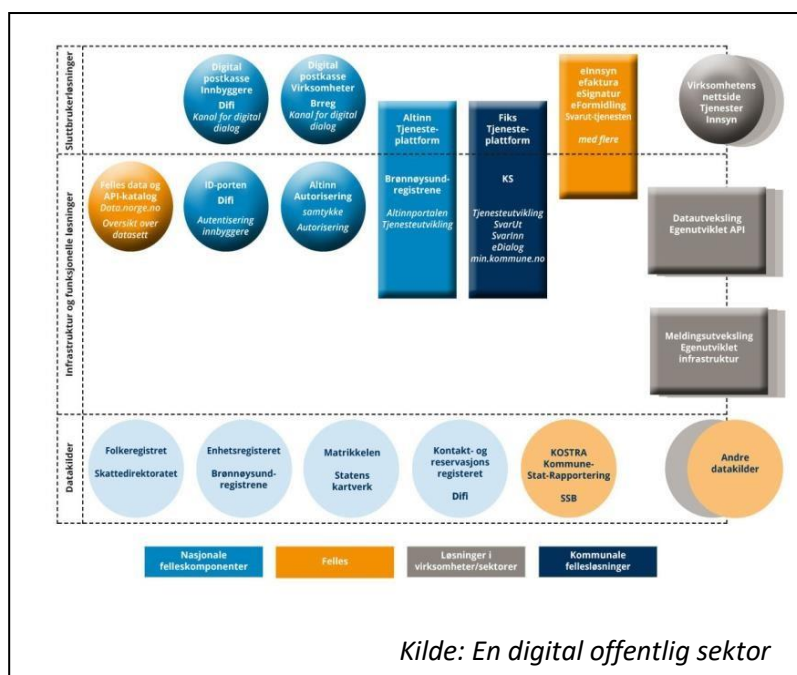 Sluttbrukerløsninger
Digital
postkasse
Innbyggere
Difi
Kanal for digital
dialog
Digital
postkasse
Virksomheter
Brreg
Kanal for digital
dialog
Altinn
Tjeneste-
plattform
Brønnøysund-
registrene
Altinnportalen
Tjenesteutvikling
Fiks
Tjeneste-
plattform
KS
Tjenesteutvikling
SvarUt
SvarInn
eDialog
min.kommune.no
eInnsyn
efaktura
eSignatur
eFormidling
Svarut-tjenesten
med flere
Virksomhetens
nettside
Tjenester
Innsyn
Infrastruktur og funksjonelle løsninger
Felles data og
API-katalog
Data.norge.no
Oversikt over
datasett
ID-porten
Difi
Autentisering
innbyggere
Altinn
Autorisering
samtykke
Autorisering
Datautveksling
Egenutviklet API
Meldingsutveksling
Egenutviklet
infrastruktur
Datakilder
Folkeregistret
Skattedirektoratet
Enhetsregisteret
Brønnøysund-
registrene
Matrikkelen
Statens
kartverk
Kontakt- og
reservasjons
registeret
Difi
KOSTRA
Kommune-
Stat-Rapportering
SSB
Andre
datakilder
Nasjonale
felleskomponenter
Felles
Løsninger i
virksomheter/sektorer
Kommunale
fellesløsninger
Kilde: En digital offentlig sektor